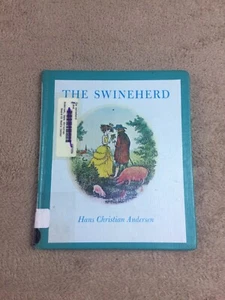 THE SWINEHERD
Hans Christian Andersen